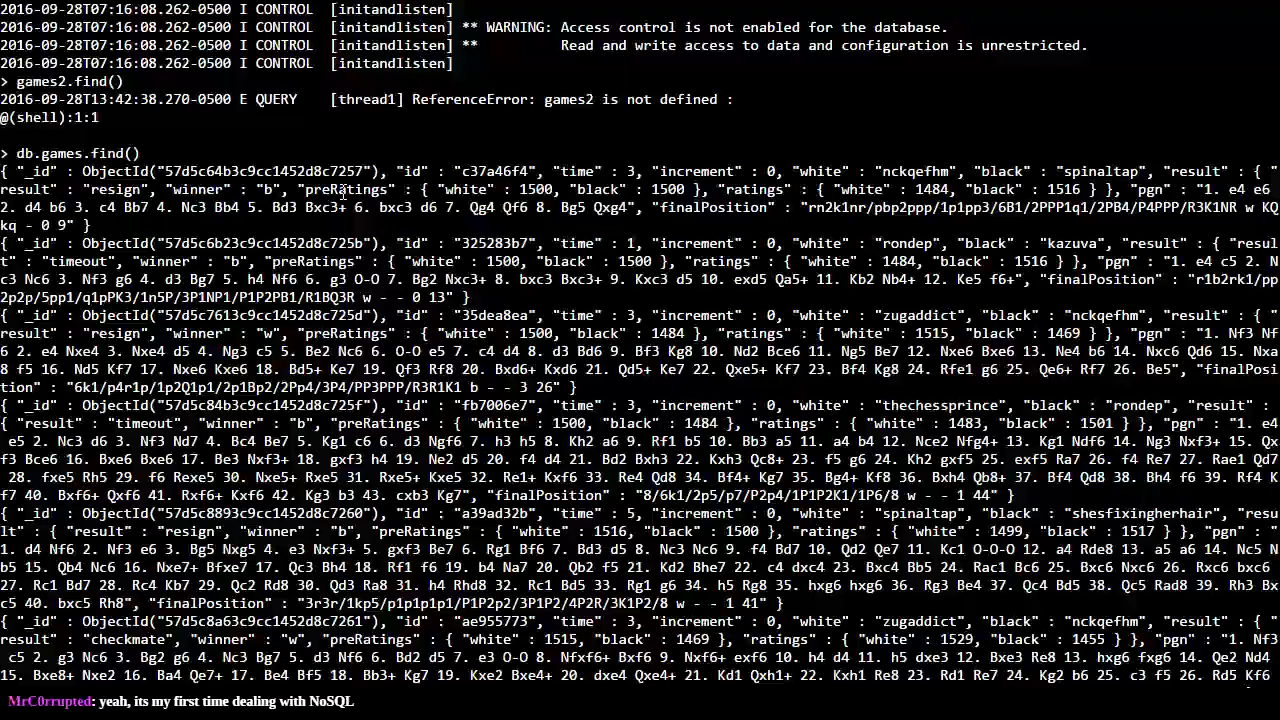 2016-09-28T07:16:08.262-0500 I CONTROL  [initandlisten]
2016-09-28T07:16:08.262-0500 I CONTROL  [initandlisten] ** WARNING: Access control is not enabled for the database.
2016-09-28T07:16:08.262-0500 I CONTROL  [initandlisten] **          Read and write access to data and configuration is unrestricted.
2016-09-28T07:16:08.262-0500 I CONTROL  [initandlisten]
> games2.find()
2016-09-28T13:42:38.270-0500 E QUERY    [thread1] ReferenceError: games2 is not defined :
@(shell):1:1
> db.games.find()
{ "_id" : ObjectId("57d5c64b3c9cc1452d8c7257"), "id" : "c37a46f4", "time" : 3, "increment" : 0, "white" : "nckqefhm", "black" : "spinaltap", "result" : { "
result" : "resign", "winner" : "b", "preRatings" : { "white" : 1500, "black" : 1500 }, "ratings" : { "white" : 1484, "black" : 1516 } }, "pgn" : "1. e4 e6
2. d4 b6 3. c4 Bb7 4. Nc3 Bb4 5. Bd3 Bxc3+ 6. bxc3 d6 7. Qg4 Qf6 8. Bg5 Qxg4", "finalPosition" : "rn2k1nr/pbp2ppp/1p1pp3/6B1/2PPP1q1/2PB4/P4PPP/R3K1NR w KQ
kq - 0 9" }
{ "_id" : ObjectId("57d5c6b23c9cc1452d8c725b"), "id" : "325283b7", "time" : 1, "increment" : 0, "white" : "rondep", "black" : "kazuva", "result" : { "resul
t" : "timeout", "winner" : "b", "preRatings" : { "white" : 1500, "black" : 1500 }, "ratings" : { "white" : 1484, "black" : 1516 } }, "pgn" : "1. e4 c5 2. N
c3 Nc6 3. Nf3 g6 4. d3 Bg7 5. h4 Nf6 6. g3 O-O 7. Bg2 Nxc3+ 8. bxc3 Bxc3+ 9. Kxc3 d5 10. exd5 Qa5+ 11. Kb2 Nb4+ 12. Ke5 f6+", "finalPosition" : "r1b2rk1/pp
2p2p/5pp1/q1pPK3/1n5P/3P1NP1/P1P2PB1/R1BQ3R w - - 0 13" }
{ "_id" : ObjectId("57d5c7613c9cc1452d8c725d"), "id" : "35dea8ea", "time" : 3, "increment" : 0, "white" : "zugaddict", "black" : "nckqefhm", "result" : { "
result" : "resign", "winner" : "w", "preRatings" : { "white" : 1500, "black" : 1484 }, "ratings" : { "white" : 1515, "black" : 1469 } }, "pgn" : "1. Nf3 Nf
6 2. e4 Nxe4 3. Nxe4 d5 4. Ng3 c5 5. Be2 Nc6 6. O-O e5 7. c4 d4 8. d3 Bd6 9. Bf3 Kg8 10. Nd2 Bce6 11. Ng5 Be7 12. Nxe6 Bxe6 13. Ne4 b6 14. Nxc6 Qd6 15. Nxa
8 f5 16. Nd5 Kf7 17. Nxe6 Kxe6 18. Bd5+ Ke7 19. Qf3 Rf8 20. Bxd6+ Kxd6 21. Qd5+ Ke7 22. Qxe5+ Kf7 23. Bf4 Kg8 24. Rfe1 g6 25. Qe6+ Rf7 26. Be5", "finalPosi
tion" : "6k1/p4r1p/1p2Q1p1/2p1Bp2/2Pp4/3P4/PP3PPP/R3R1K1 b - - 3 26" }
{ "_id" : ObjectId("57d5c84b3c9cc1452d8c725f"), "id" : "fb7006e7", "time" : 3, "increment" : 0, "white" : "thechessprince", "black" : "rondep", "result" :
{ "result" : "timeout", "winner" : "b", "preRatings" : { "white" : 1500, "black" : 1484 }, "ratings" : { "white" : 1483, "black" : 1501 } }, "pgn" : "1. e4
e5 2. Nc3 d6 3. Nf3 Nd7 4. Bc4 Be7 5. Kg1 c6 6. d3 Ngf6 7. h3 h5 8. Kh2 a6 9. Rf1 b5 10. Bb3 a5 11. a4 b4 12. Nce2 Nfg4+ 13. Kg1 Ndf6 14. Ng3 Nxf3+ 15. Qx
f3 Bce6 16. Bxe6 Bxe6 17. Be3 Nxf3+ 18. gxf3 h4 19. Ne2 d5 20. f4 d4 21. Bd2 Bxh3 22. Kxh3 Qc8+ 23. f5 g6 24. Kh2 gxf5 25. exf5 Ra7 26. f4 Re7 27. Rae1 Qd7
28. fxe5 Rh5 29. f6 Rexe5 30. Nxe5+ Rxe5 31. Rxe5+ Kxe5 32. Re1+ Kxf6 33. Re4 Qd8 34. Bf4+ Kf7 35. Bg4+ Kf8 36. Bxh4 Qb8+ 37. Bf4 Qd8 38. Bh4 f6 39. Rf4 K
f7 40. Bxf6+ Qxf6 41. Rxf6+ Kxf6 42. Kg3 b3 43. cxb3 Kg7", "finalPosition" : "8/6k1/2p5/p7/P2p4/1P1P2K1/1P6/8 w - - 1 44" }
{ "_id" : ObjectId("57d5c8893c9cc1452d8c7260"), "id" : "a39ad32b", "time" : 5, "increment" : 0, "white" : "spinaltap", "black" : "shesfixingherhair", "resu
lt" : { "result" : "resign", "winner" : "b", "preRatings" : { "white" : 1516, "black" : 1500 }, "ratings" : { "white" : 1499, "black" : 1517 } }, "pgn" : "
1. d4 Nf6 2. Nf3 e6 3. Bg5 Nxg5 4. e3 Nxf3+ 5. gxf3 Be7 6. Rg1 Bf6 7. Bd3 d5 8. Nc3 Nc6 9. f4 Bd7 10. Qd2 Qe7 11. Kc1 O-O-O 12. a4 Rde8 13. a5 a6 14. Nc5 N
b5 15. Qb4 Nc6 16. Nxe7+ Bfxe7 17. Qc3 Bh4 18. Rf1 f6 19. b4 Na7 20. Qb2 f5 21. Kd2 Bhe7 22. c4 dxc4 23. Bxc4 Bb5 24. Rac1 Bc6 25. Bxc6 Nxc6 26. Rxc6 bxc6
27. Rc1 Bd7 28. Rc4 Kb7 29. Qc2 Rd8 30. Qd3 Ra8 31. h4 Rhd8 32. Rc1 Bd5 33. Rg1 g6 34. h5 Rg8 35. hxg6 hxg6 36. Rg3 Be4 37. Qc4 Bd5 38. Qc5 Rad8 39. Rh3 Bx
c5 40. bxc5 Rh8", "finalPosition" : "3r3r/1kp5/p1p1p1p1/P1P2p2/3P1P2/4P2R/3K1P2/8 w - - 1 41" }
{ "_id" : ObjectId("57d5c8a63c9cc1452d8c7261"), "id" : "ae955773", "time" : 3, "increment" : 0, "white" : "zugaddict", "black" : "nckqefhm", "result" : { "
result" : "checkmate", "winner" : "w", "preRatings" : { "white" : 1515, "black" : 1469 }, "ratings" : { "white" : 1529, "black" : 1455 } }, "pgn" : "1. Nf3
c5 2. g3 Nc6 3. Bg2 g6 4. Nc3 Bg7 5. d3 Nf6 6. Bd2 d5 7. e3 O-O 8. Nfxf6+ Bxf6 9. Nxf6+ exf6 10. h4 d4 11. h5 dxe3 12. Bxe3 Re8 13. hxg6 fxg6 14. Qe2 Nd4
15. Bxe8+ Nxe2 16. Ba4 Qe7+ 17. Be4 Bf5 18. Bb3+ Kg7 19. Kxe2 Bxe4+ 20. dxe4 Qxe4+ 21. Kd1 Qxh1+ 22. Kxh1 Re8 23. Rd1 Re7 24. Kg2 b6 25. c3 f5 26. Rd5 Kf6
MrC0rrupted: yeah, its my first time dealing with NoSQL